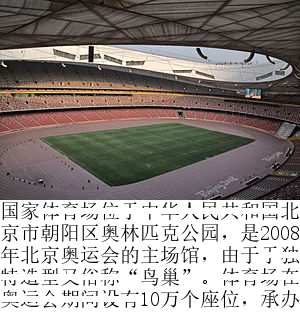 国家体育场位于中华人民共和国北
京市朝阳区奥林匹克公园，是2008
年北京奥运会的主场馆，由于于独
特造型又俗称“鸟巢”。体育场在
奥运会期间设有10万个座位，承办